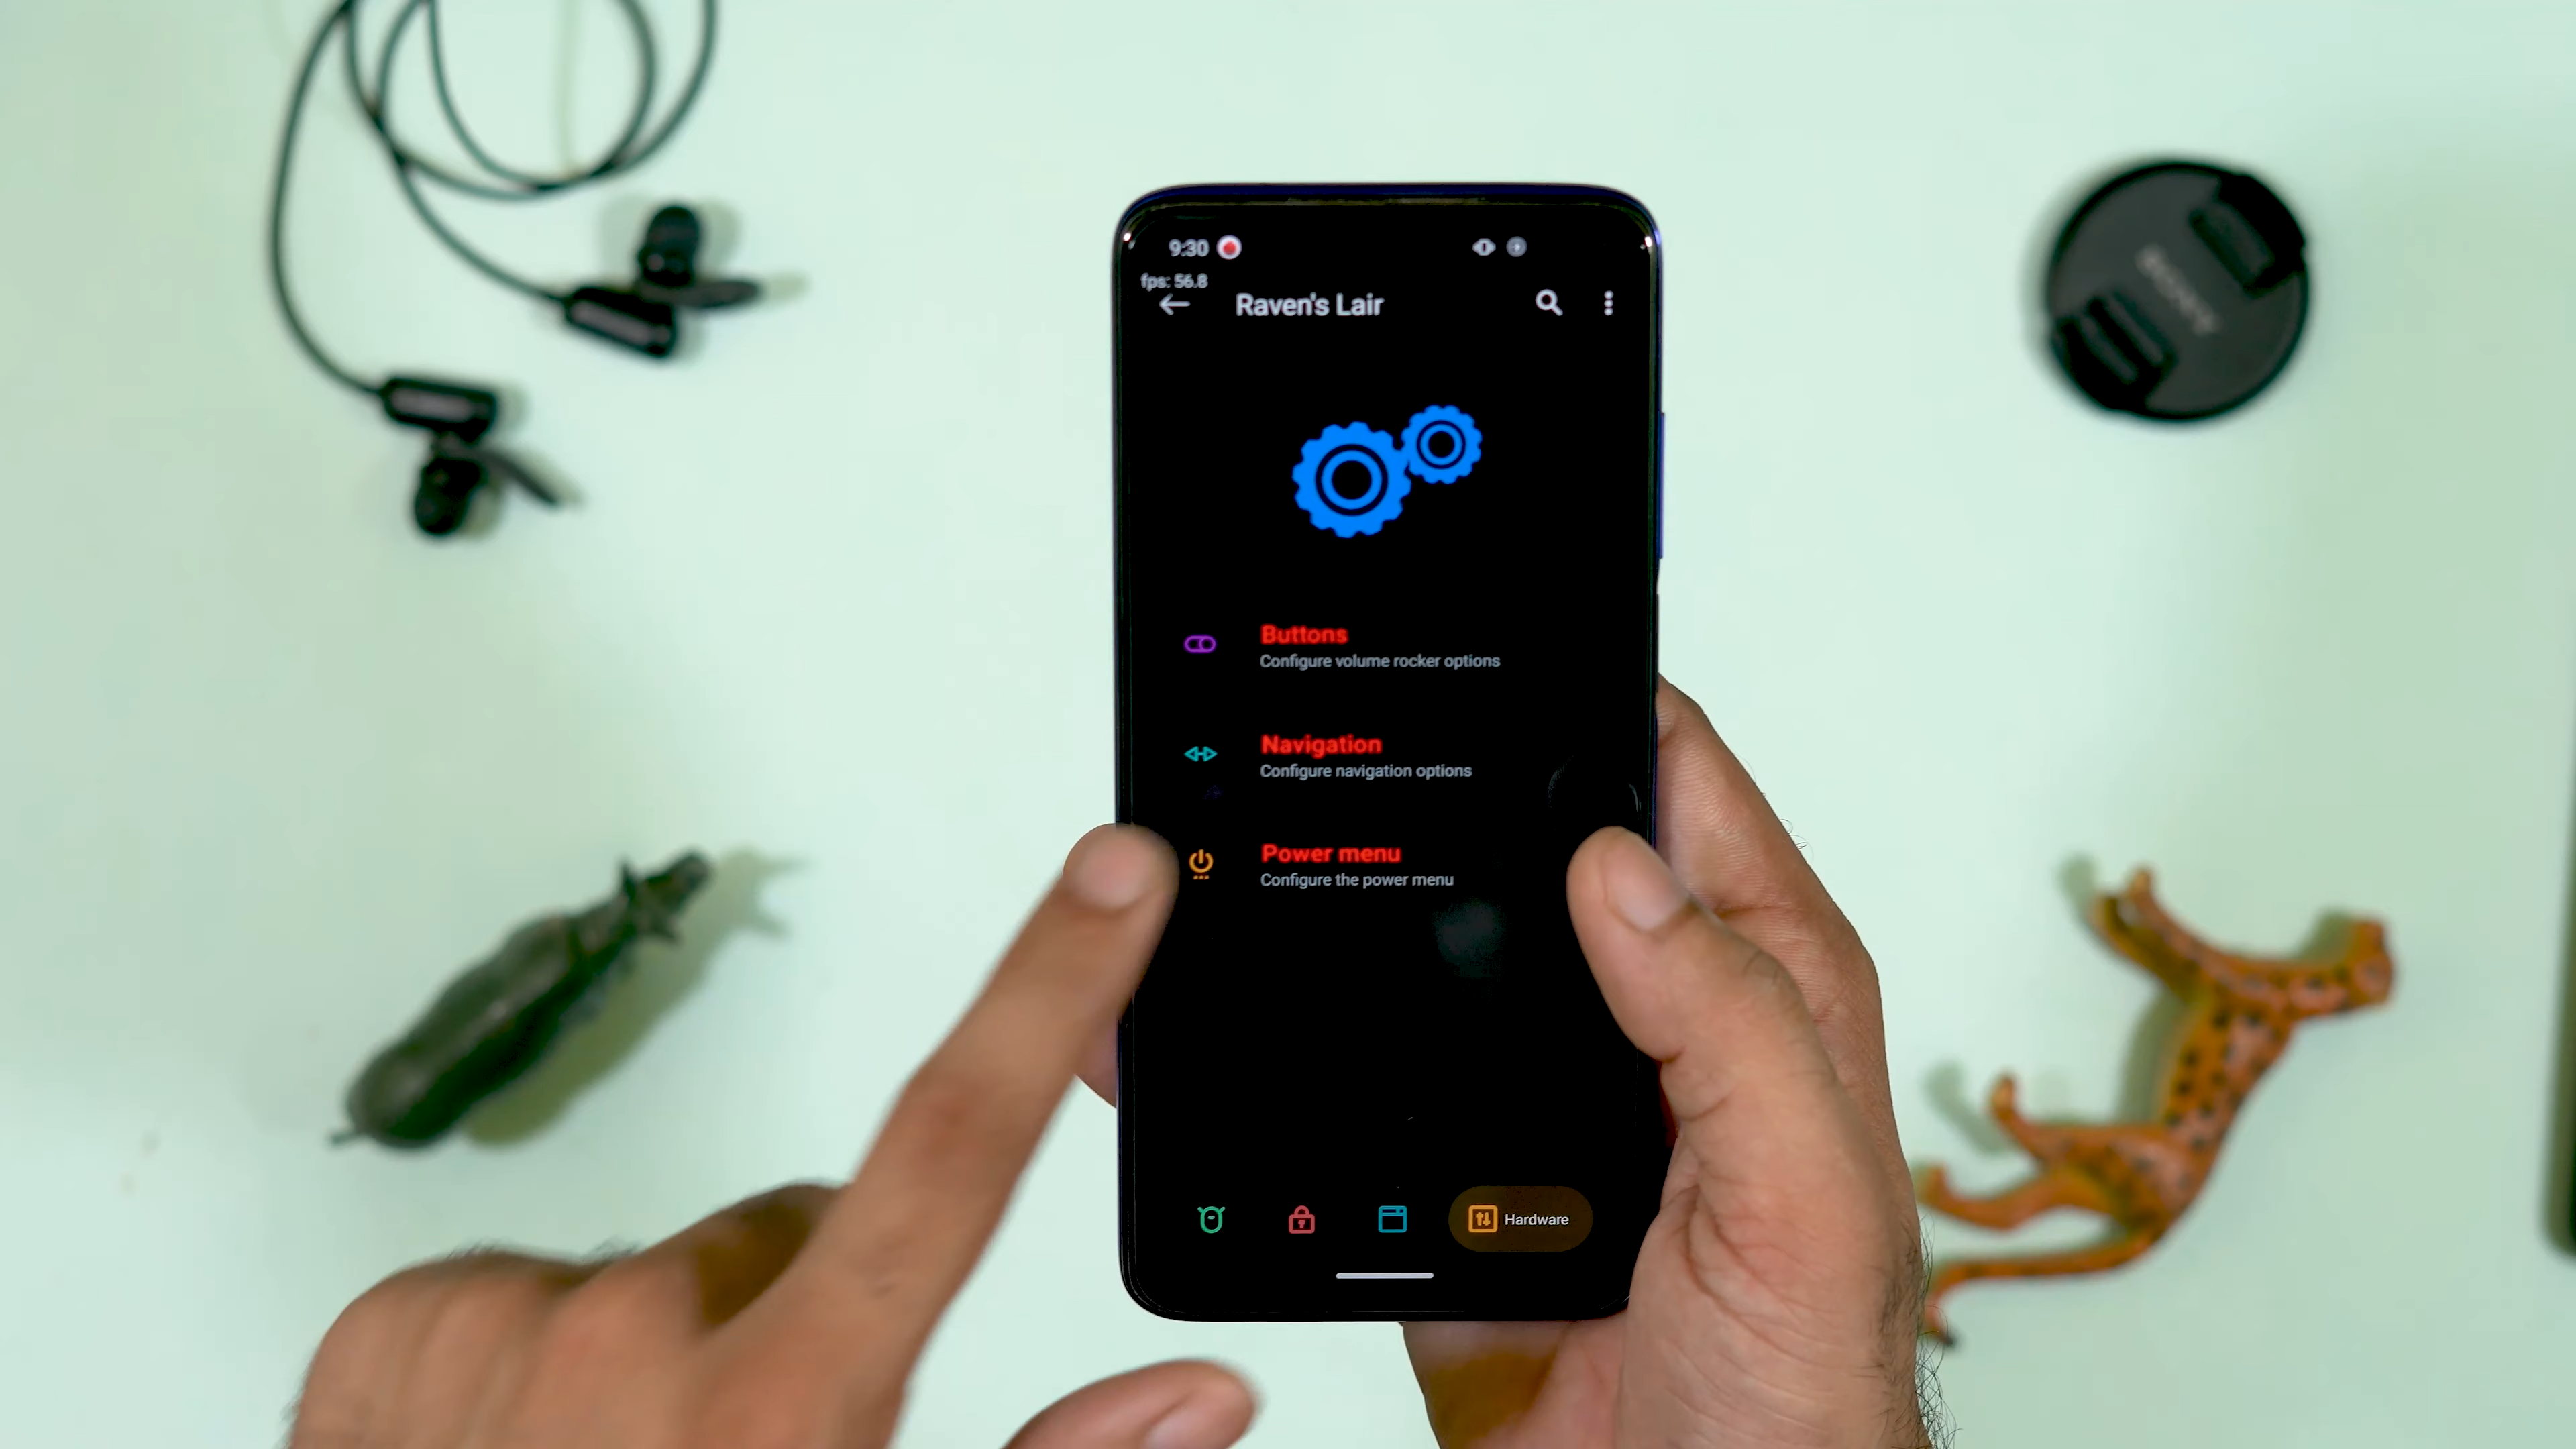 9:30
fps: 56.8
Raven's Lair
Buttons
Configure volume rocker options
Navigation
Configure navigation options
Power menu
Configure the power menu
Hardware
SONY